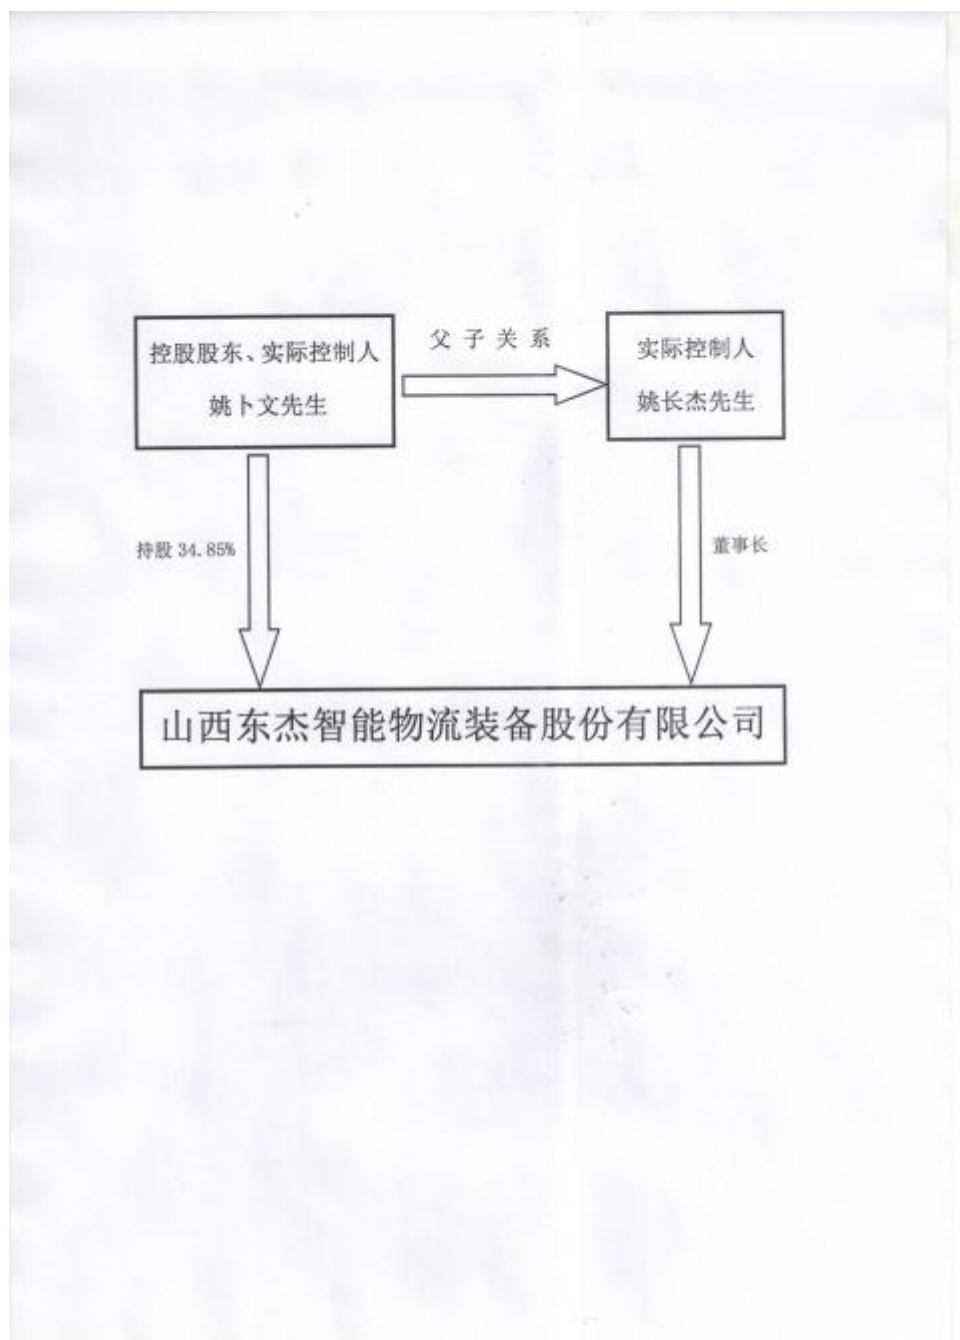 父子关系
控股股东、实际控制人
姚卜文先生
实际控制人
姚长杰先生
持股 34.85%
董事长
山西东杰智能物流装备股份有限公司